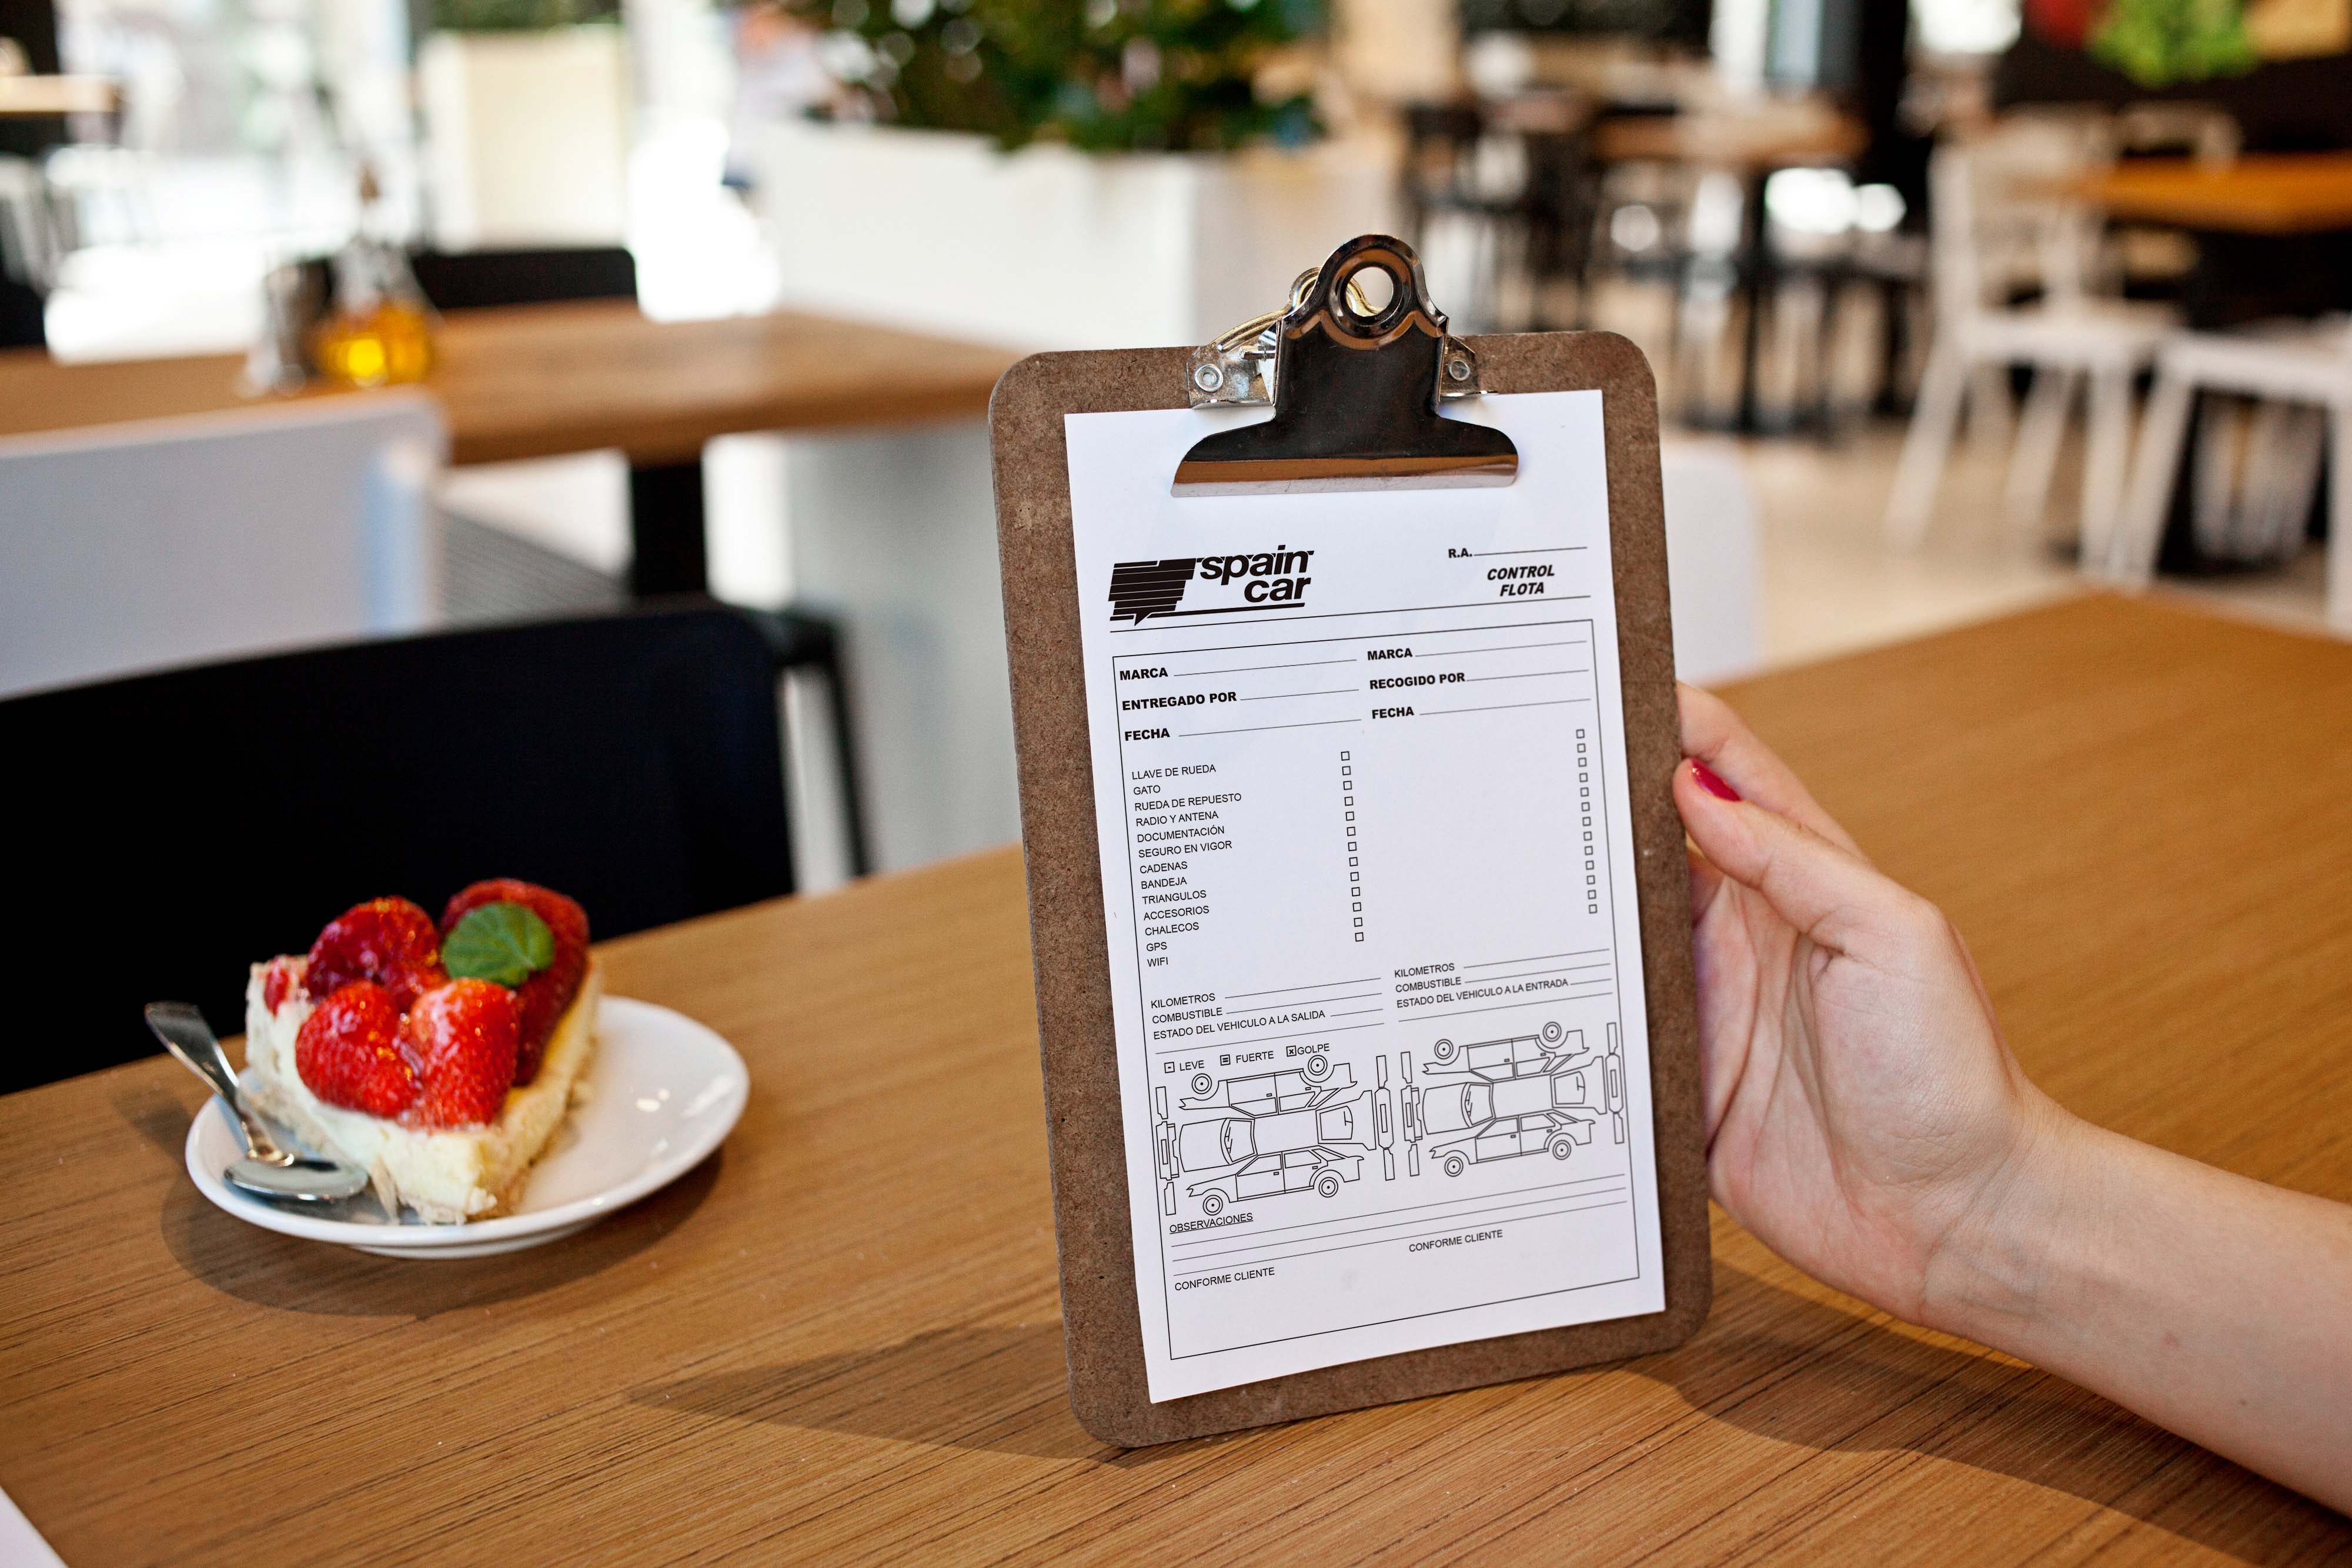 spain
car
R.A.
CONTROL
FLOTA
MARCA
ENTREGADO POR
FECHA
MARCA
RECOGIDO POR
FECHA
LLAVE DE RUEDA
GATO
RUEDA DE REPUESTO
RADIO Y ANTENA
DOCUMENTACIÓN
SEGURO EN VIGOR
CADENAS
BANDEJA
TRIANGULOS
ACCESORIOS
CHALECOS
GPS
WIFI
KILOMETROS
COMBUSTIBLE
ESTADO DEL VEHICULO A LA SALIDA
KILOMETROS
COMBUSTIBLE
ESTADO DEL VEHICULO A LA ENTRADA
LEVE FUERTE GOLPE
OBSERVACIONES
CONFORME CLIENTE
CONFORME CLIENTE